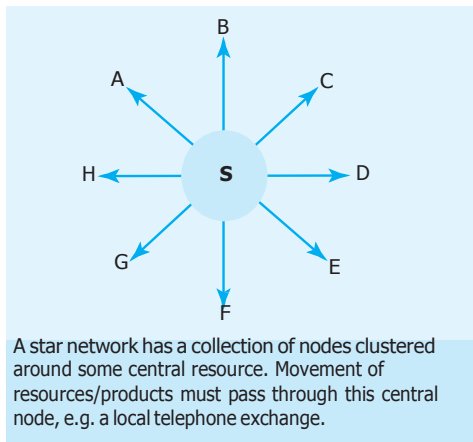 B
A
C
H
S
D
G
E
F
A star network has a collection of nodes clustered
around some central resource. Movement of
resources/products must pass through this central
node, e.g. a local telephone exchange.